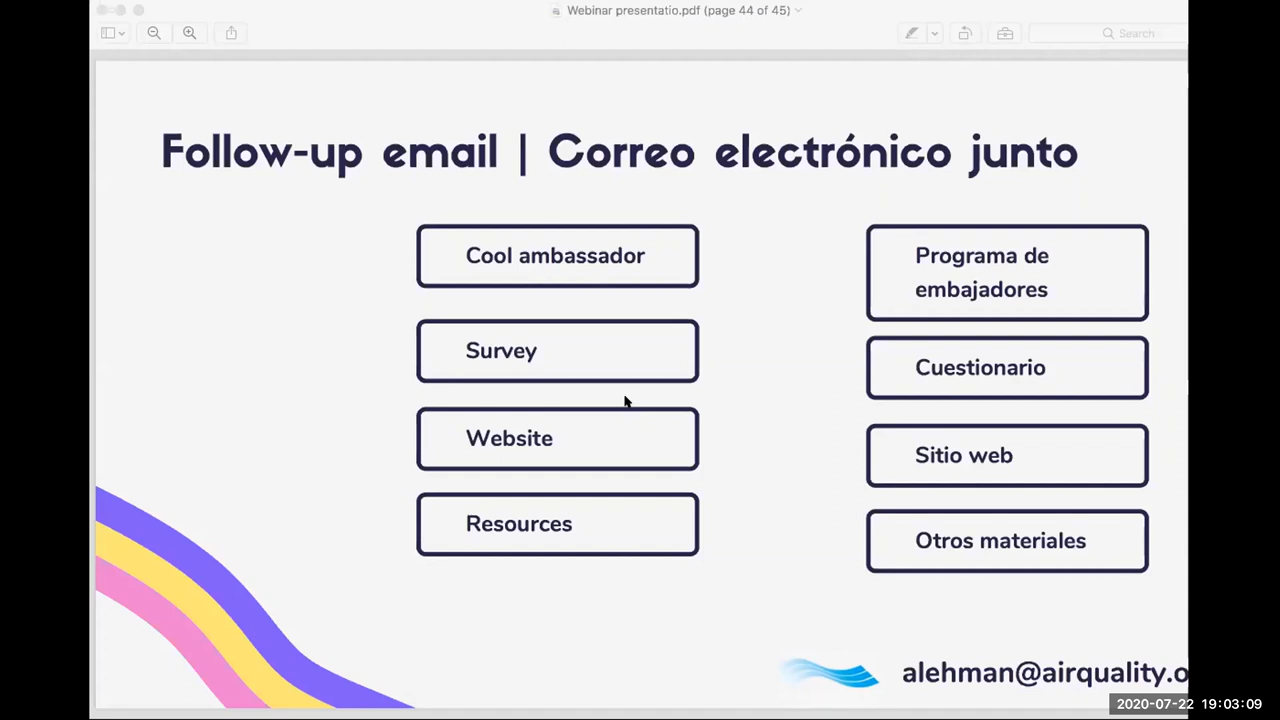 Webinar presentatio.pdf (page 44 of 45)
Search
Follow-up email | Correo electrónico junto
Cool ambassador
Survey
Website
Resources
Programa de
embajadores
Cuestionario
Sitio web
Otros materiales
alehman@airquality.o
2020-07-22 19:03:09